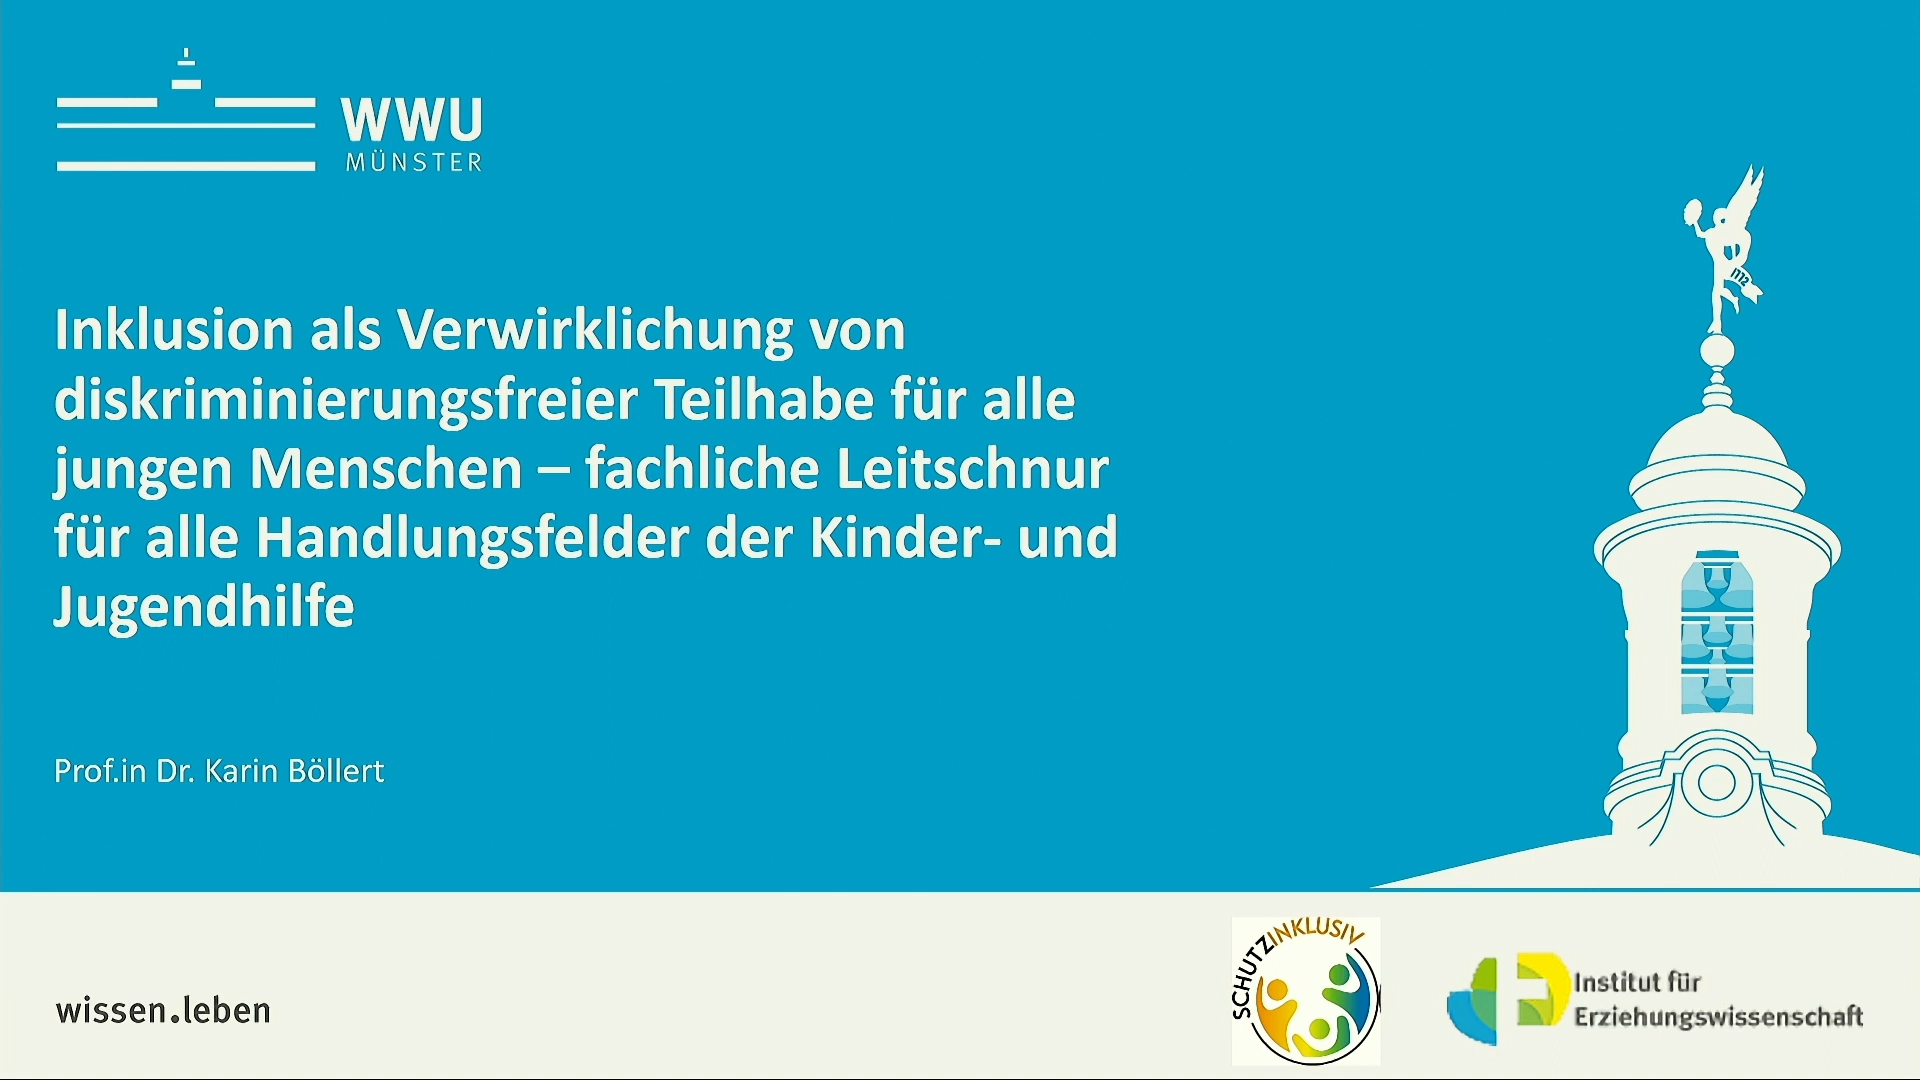 WWU
MÜNSTER
Inklusion als Verwirklichung von
diskriminierungsfreier Teilhabe für alle
jungen Menschen – fachliche Leitschnur
für alle Handlungsfelder der Kinder- und
Jugendhilfe
Prof.in Dr. Karin Böllert
wissen.leben
SCHUTZINKLUSIV
Institut für
Erziehungswissenschaft
1772